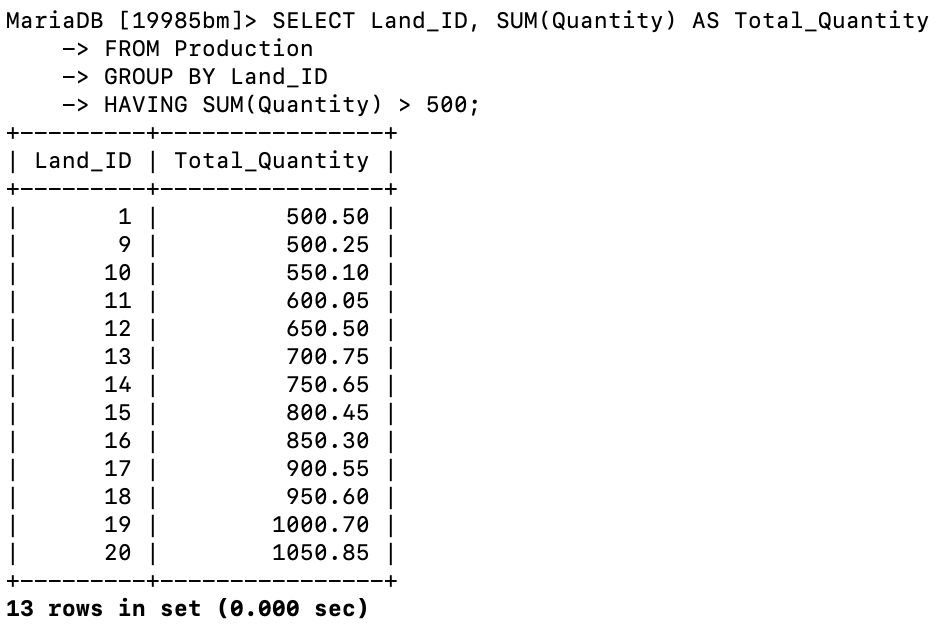 MariaDB [19985bm]> SELECT Land_ID, SUM(Quantity) AS Total_Quantity
    -> FROM Production
    -> GROUP BY Land_ID
    -> HAVING SUM(Quantity) > 500;
+---------+----------------+
| Land_ID | Total_Quantity |
+---------+----------------+
|       1 |         500.50 |
|       9 |         500.25 |
|      10 |         550.10 |
|      11 |         600.05 |
|      12 |         650.50 |
|      13 |         700.75 |
|      14 |         750.65 |
|      15 |         800.45 |
|      16 |         850.30 |
|      17 |         900.55 |
|      18 |         950.60 |
|      19 |        1000.70 |
|      20 |        1050.85 |
+---------+----------------+
13 rows in set (0.000 sec)